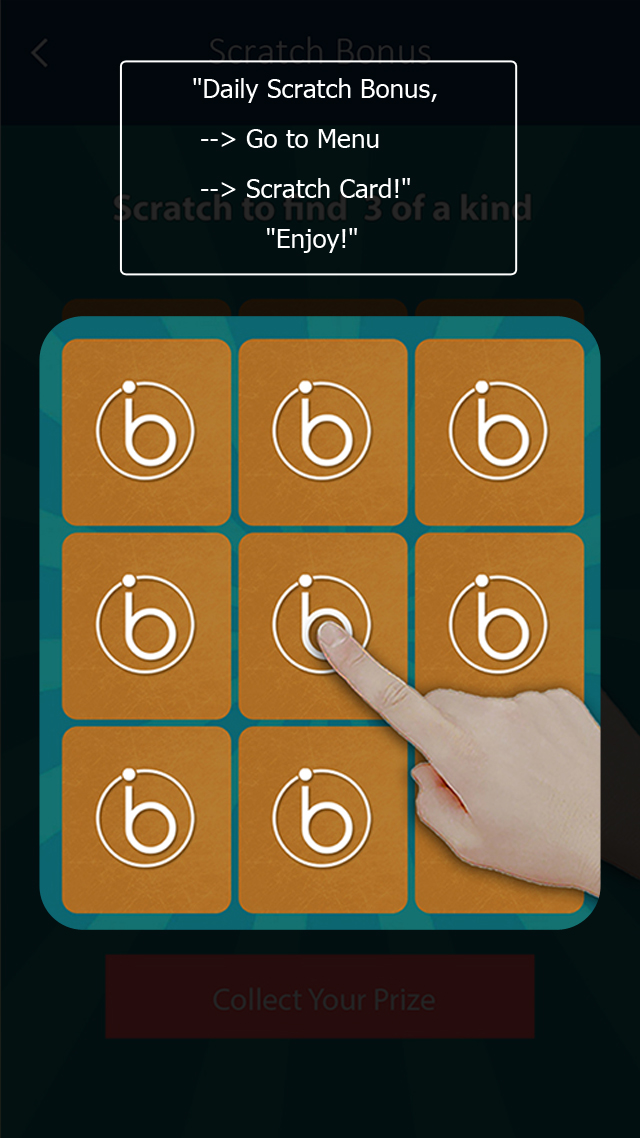 Scratch Bonus
"Daily Scratch Bonus,
--> Go to Menu
--> Scratch Card!"
Scratch to find 3 of a kind
"Enjoy!"
b
b
b
b
b
b
b
b
Collect Your Prize